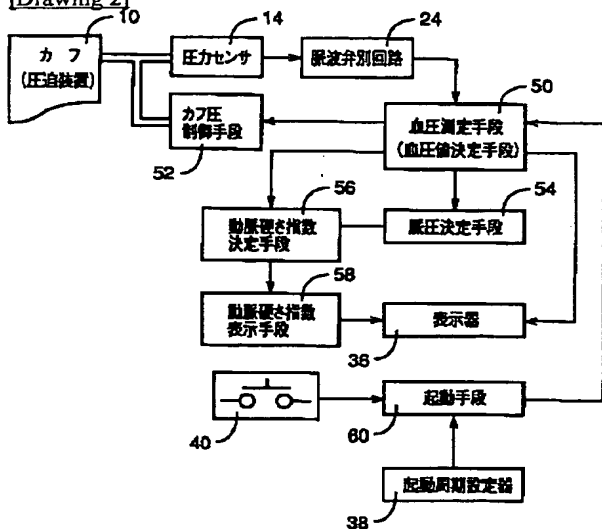 [Drawing 2]
10
14
24
カフ
(圧迫装置)
圧力センサ
脈波弁別回路
50
カフ圧
制御手段
52
血圧測定手段
(血圧値決定手段)
56
54
動脈硬さ指数
決定手段
脈圧決定手段
58
動脈硬さ指数
表示手段
表示器
36
40
起動手段
60
起動周期設定器
38